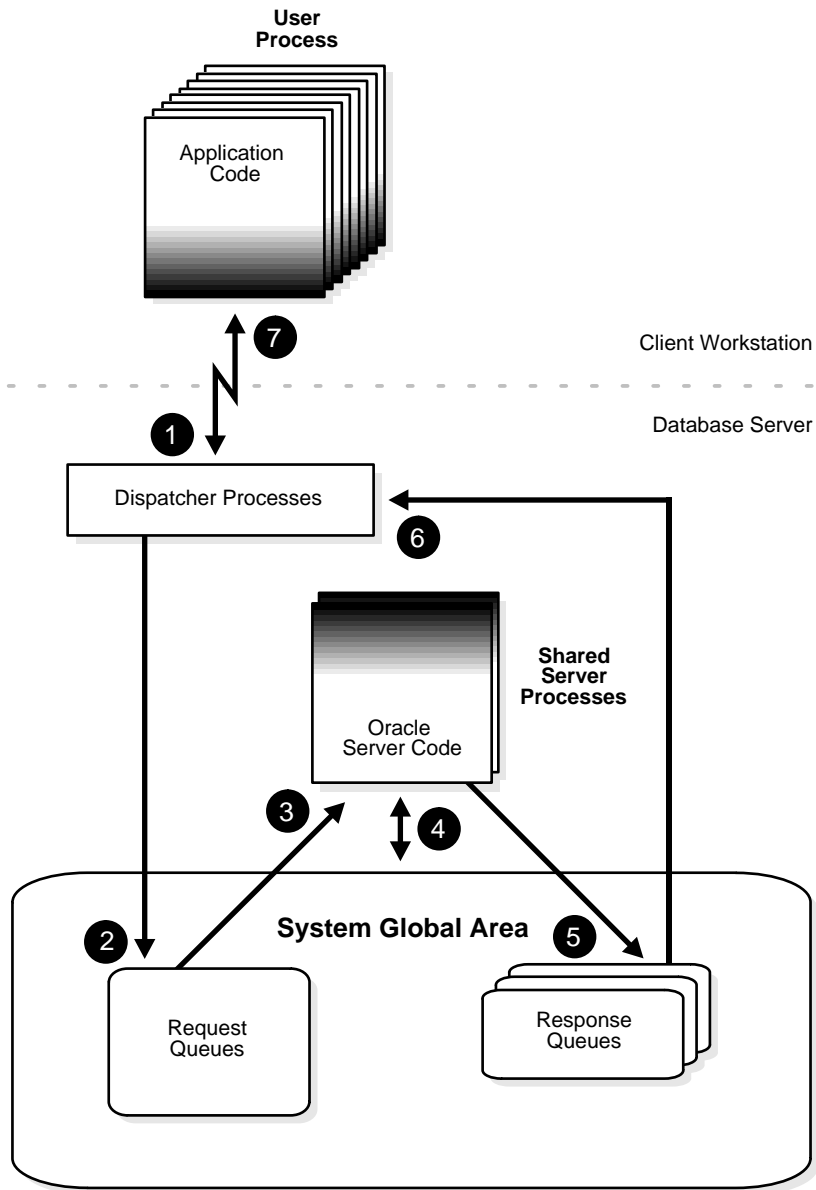 User
Process
Application
Code
7
Client Workstation
Database Server
1
Dispatcher Processes
6
Shared
Server
Processes
Oracle
Server Code
3
4
System Global Area
2
5
Request
Queues
Response
Queues